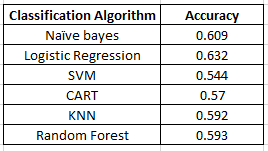 Classification Algorithm Accuracy
Naïve bayes 0.609
Logistic Regression 0.632
SVM 0.544
CART 0.57
KNN 0.592
Random Forest 0.593